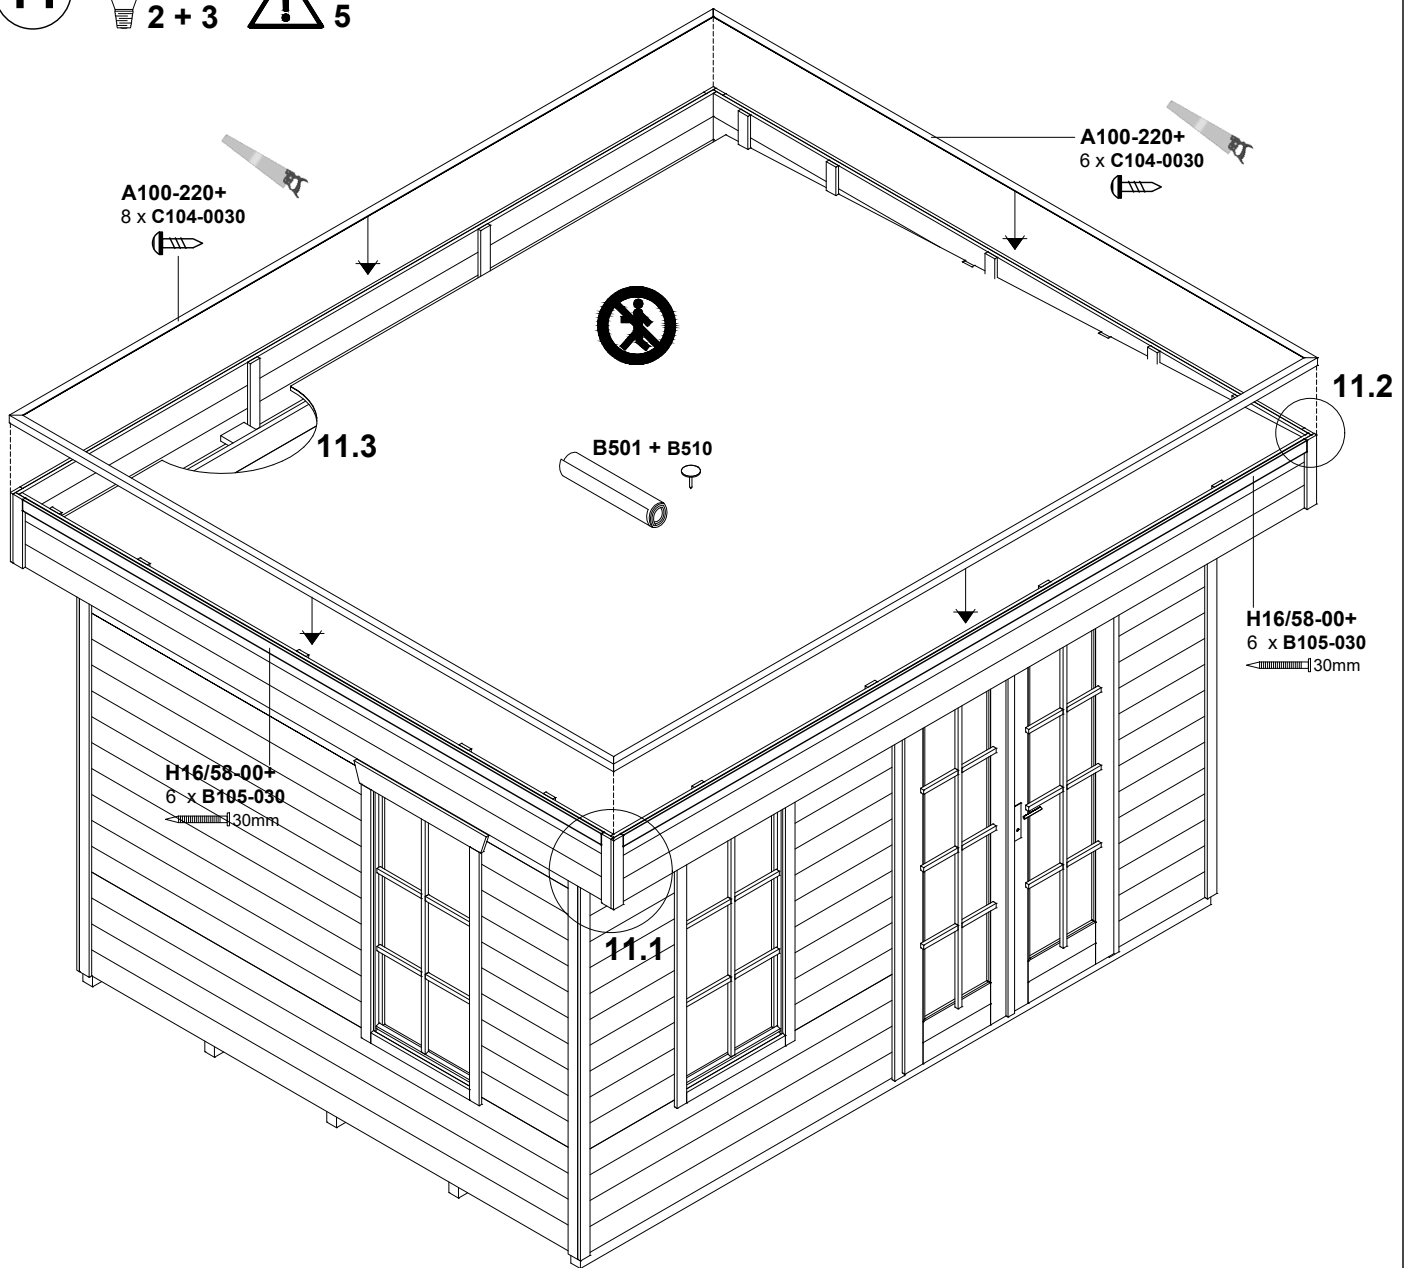 11
2 + 3
5
A100-220+
6 x C104-0030
A100-220+
8 x C104-0030
11.2
11.3
B501 + B510
H16/58-00+
6 x B105-030
30mm
H16/58-00+
6 x B105-030
30mm
11.1